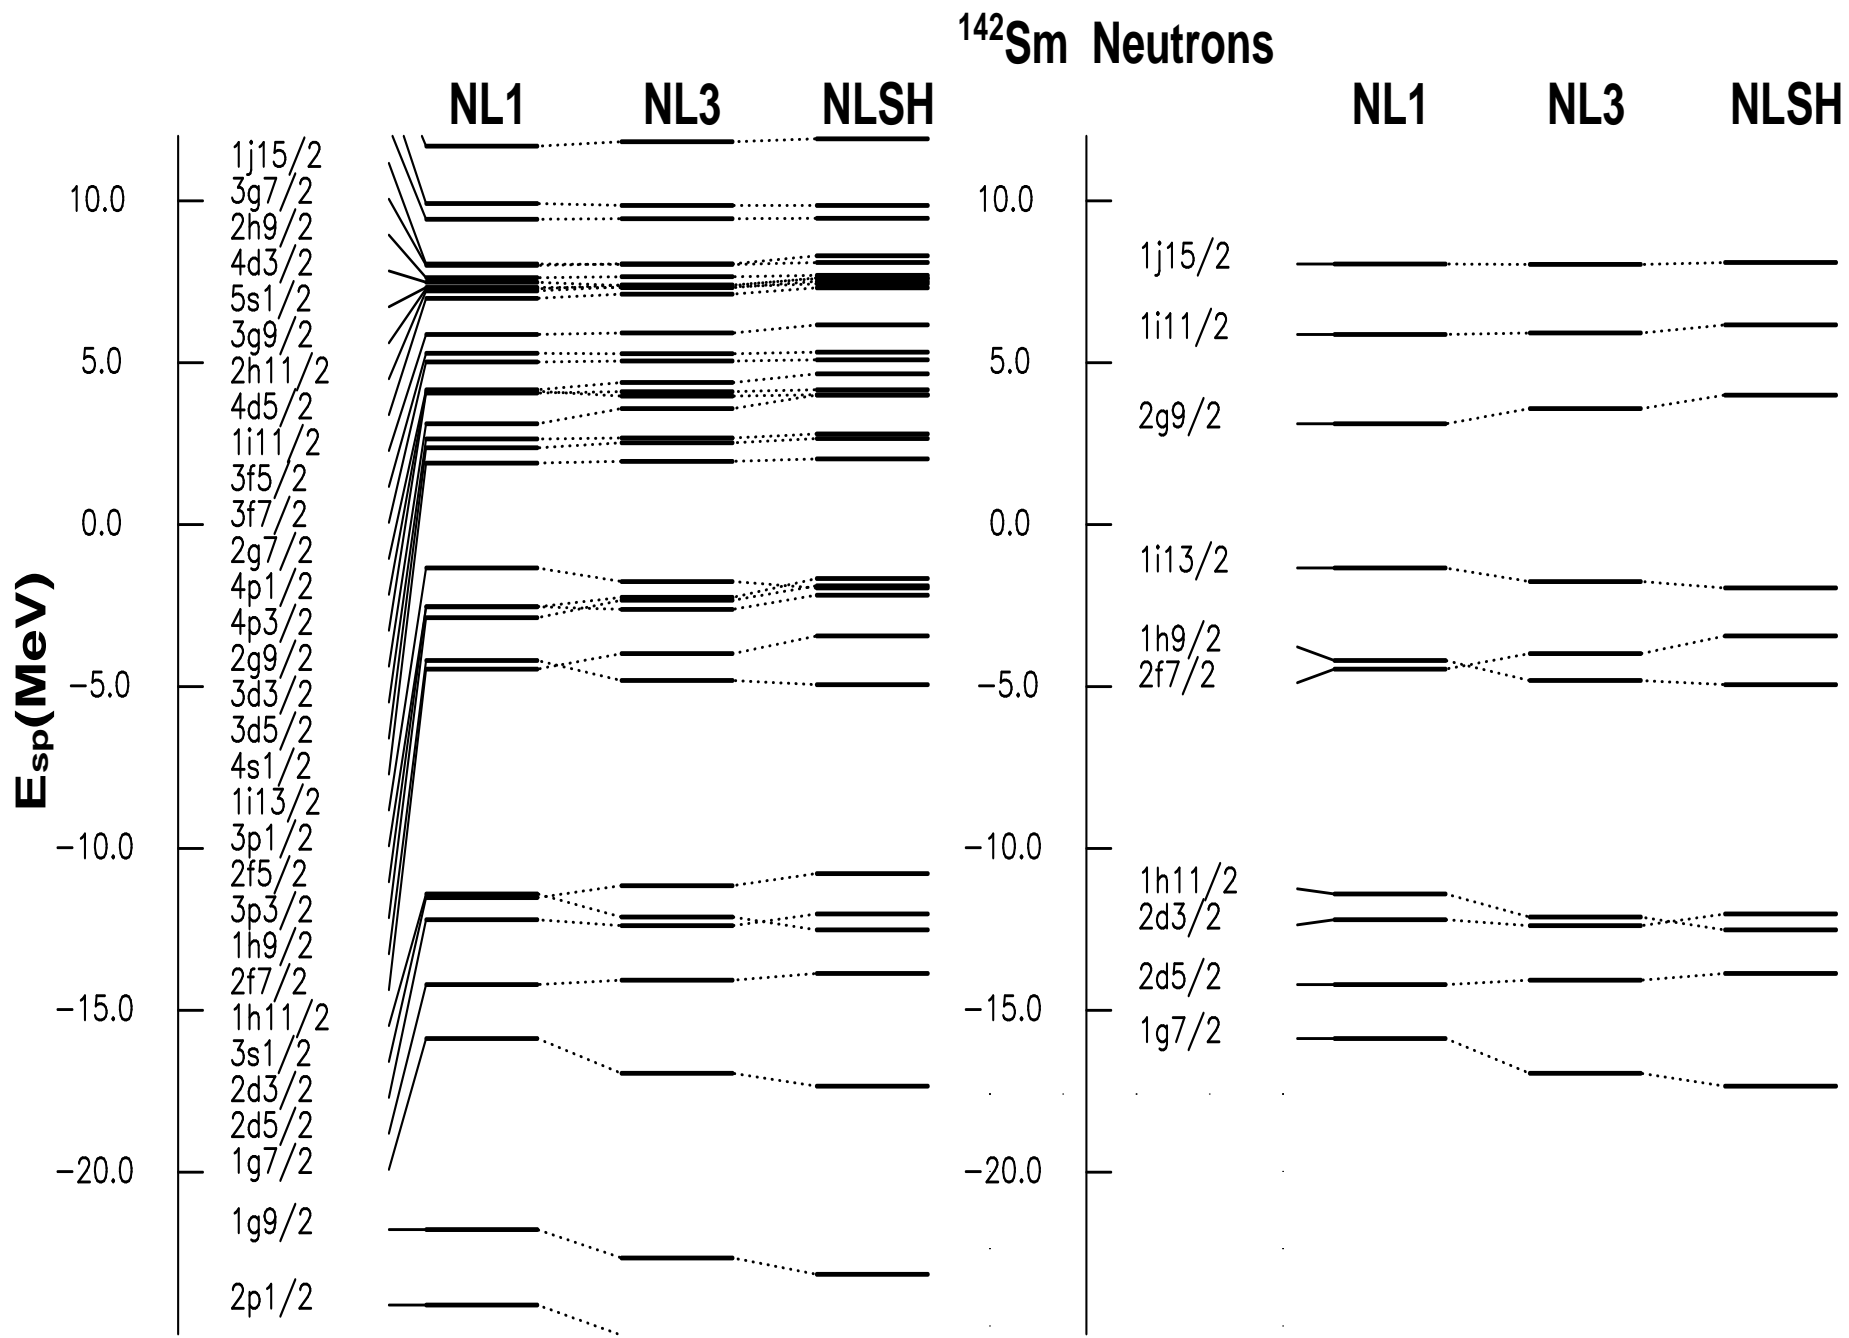 ¹⁴²Sm Neutrons
NL1 NL3 NLSH NL1 NL3 NLSH
E_sp(MeV)
10.0
5.0
0.0
−5.0
−10.0
−15.0
−20.0
1j15/2
3g7/2
2h9/2
4d3/2
5s1/2
3g9/2
2h11/2
4d5/2
1i11/2
3f5/2
3f7/2
2g7/2
4p1/2
4p3/2
2g9/2
3d3/2
3d5/2
4s1/2
1i13/2
3p1/2
2f5/2
3p3/2
1h9/2
2f7/2
1h11/2
3s1/2
2d3/2
2d5/2
1g7/2
1g9/2
2p1/2
10.0
5.0
0.0
−5.0
−10.0
−15.0
−20.0
1j15/2
1i11/2
2g9/2
1i13/2
1h9/2
2f7/2
1h11/2
2d3/2
2d5/2
1g7/2